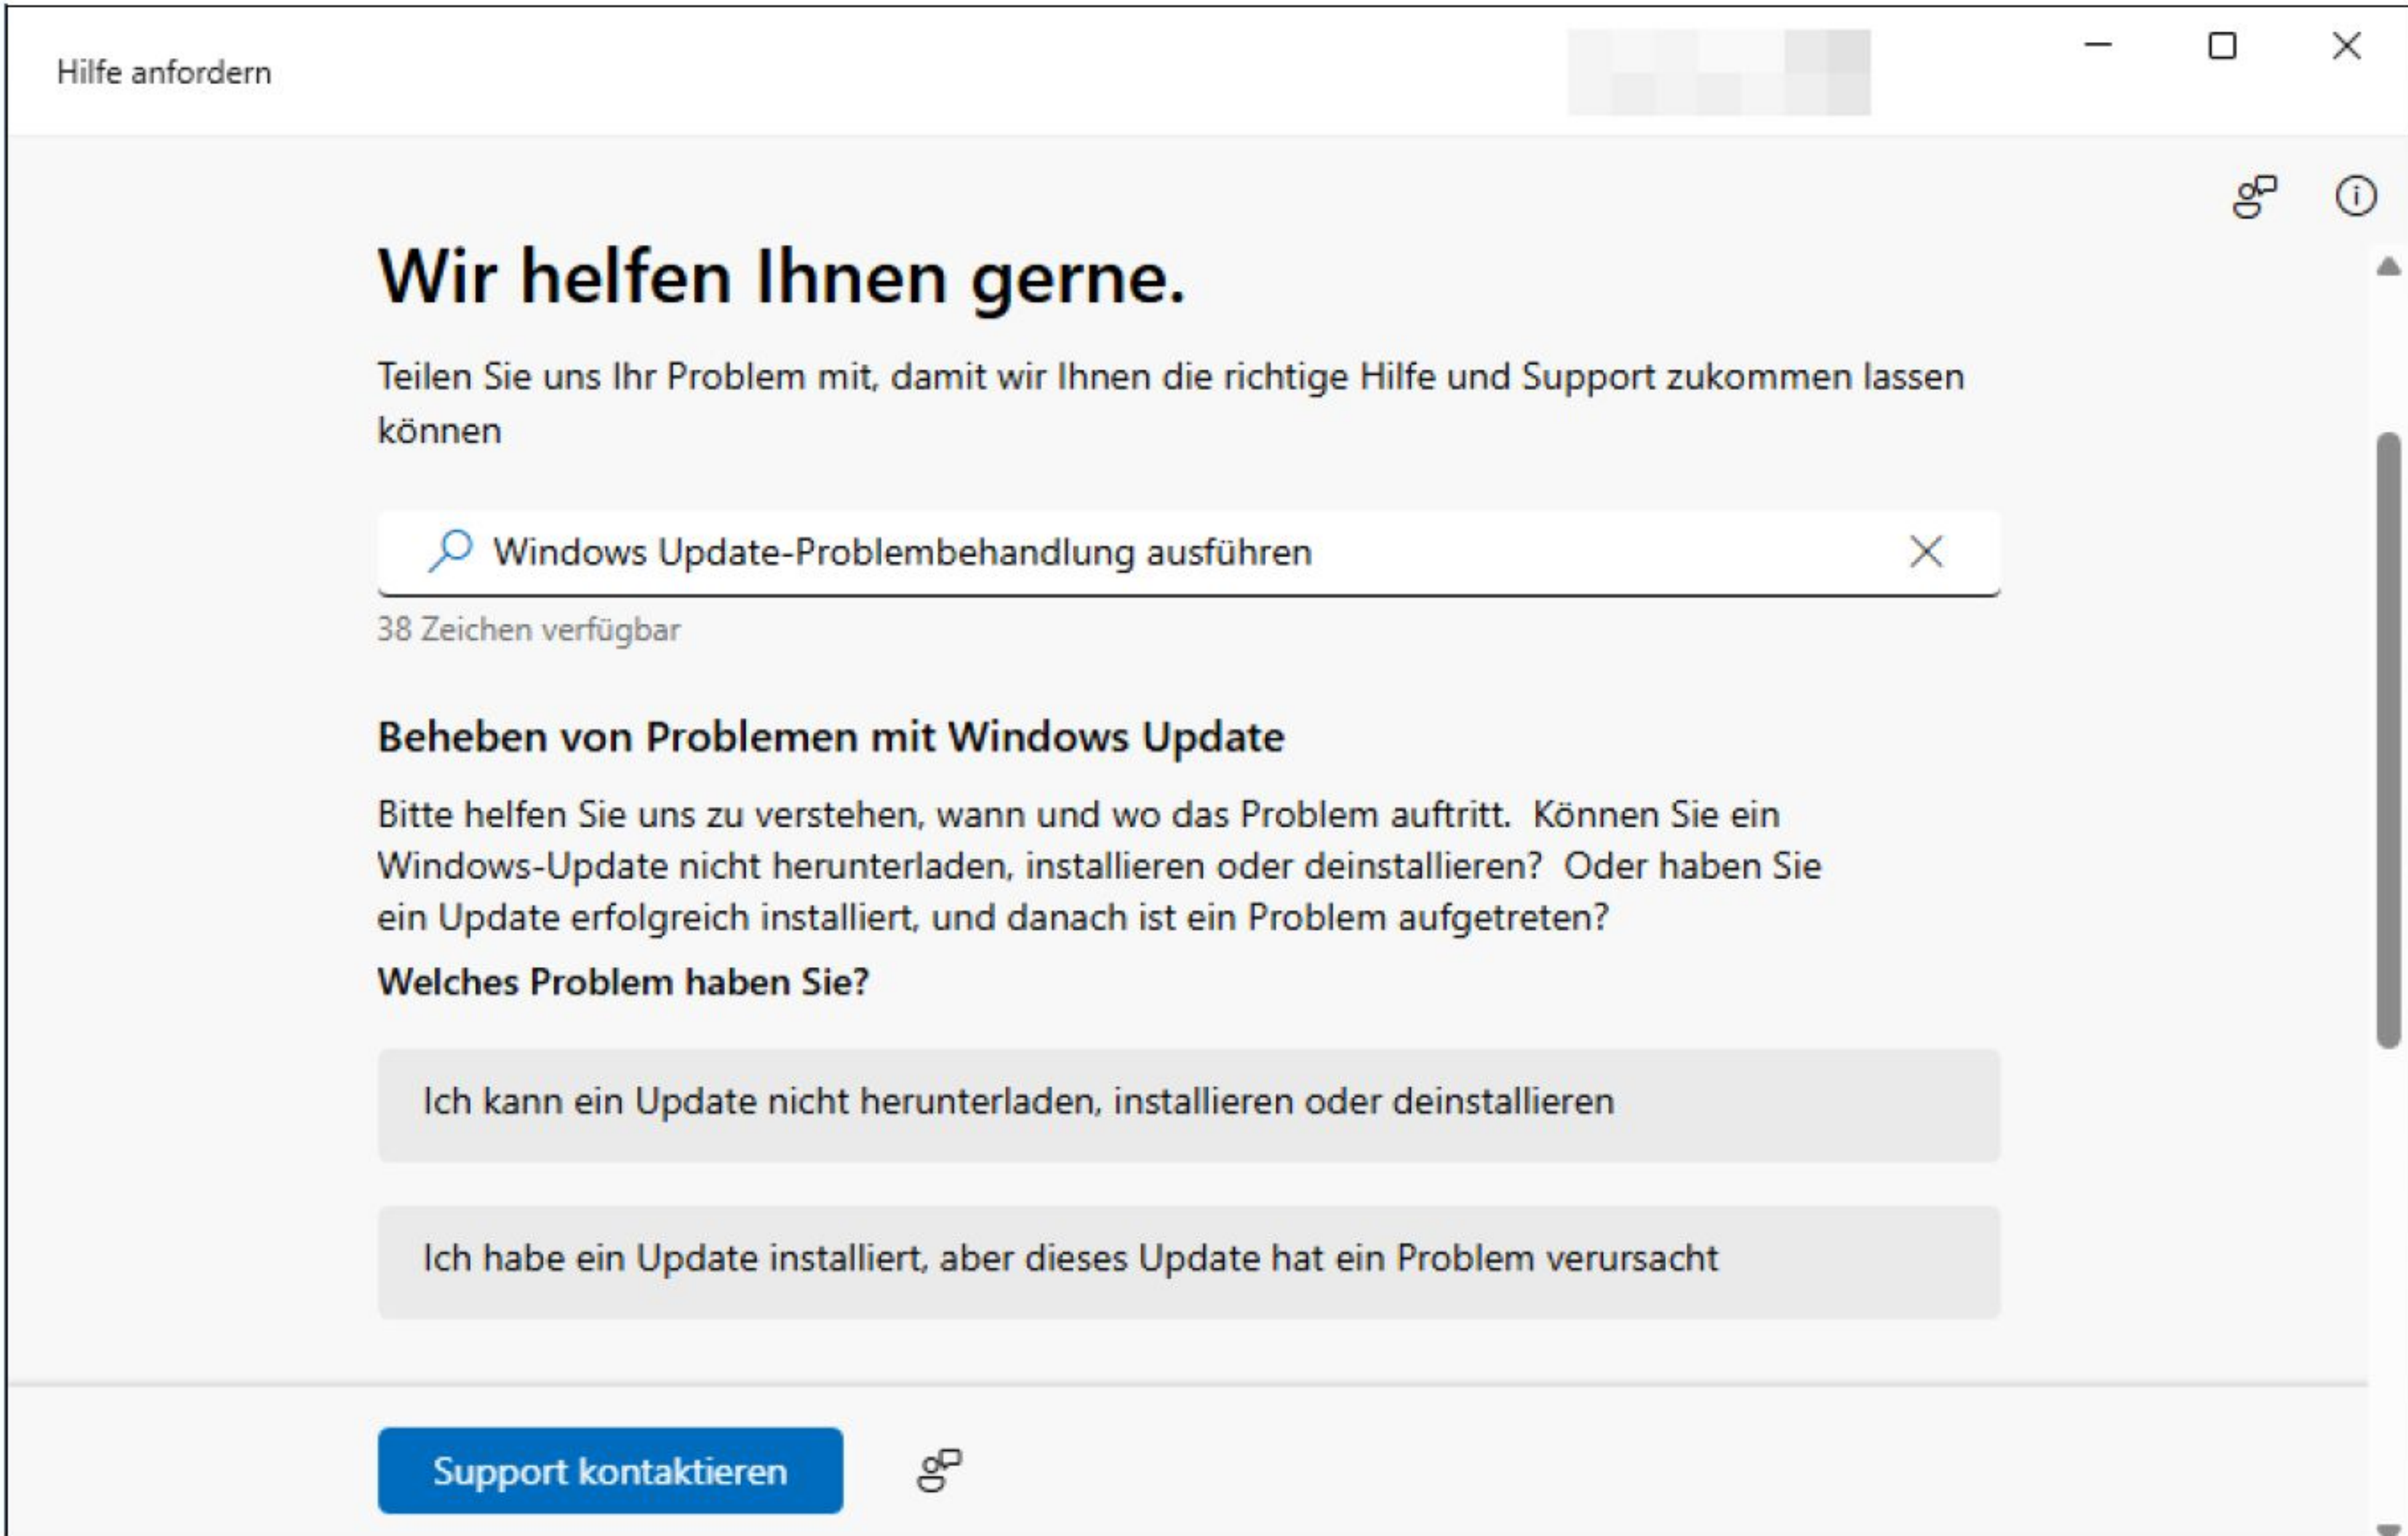 Hilfe anfordern
Wir helfen Ihnen gerne.
Teilen Sie uns Ihr Problem mit, damit wir Ihnen die richtige Hilfe und Support zukommen lassen
können
Windows Update-Problembehandlung ausführen
38 Zeichen verfügbar
Beheben von Problemen mit Windows Update
Bitte helfen Sie uns zu verstehen, wann und wo das Problem auftritt.  Können Sie ein
Windows-Update nicht herunterladen, installieren oder deinstallieren?  Oder haben Sie
ein Update erfolgreich installiert, und danach ist ein Problem aufgetreten?
Welches Problem haben Sie?
Ich kann ein Update nicht herunterladen, installieren oder deinstallieren
Ich habe ein Update installiert, aber dieses Update hat ein Problem verursacht
Support kontaktieren